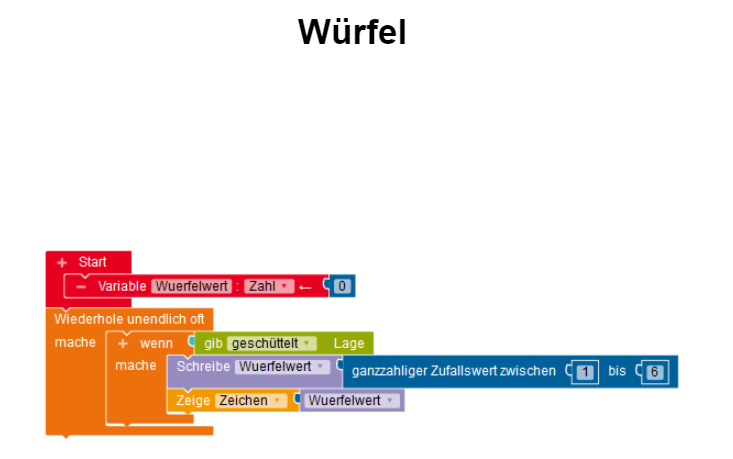 Würfel
+ Start
− Variable Wuerfelwert : Zahl ← 0
Wiederhole unendlich oft
mache + wenn gib geschüttelt Lage
mache Schreibe Wuerfelwert ganzzahliger Zufallswert zwischen 1 bis 6
Zeige Zeichen Wuerfelwert